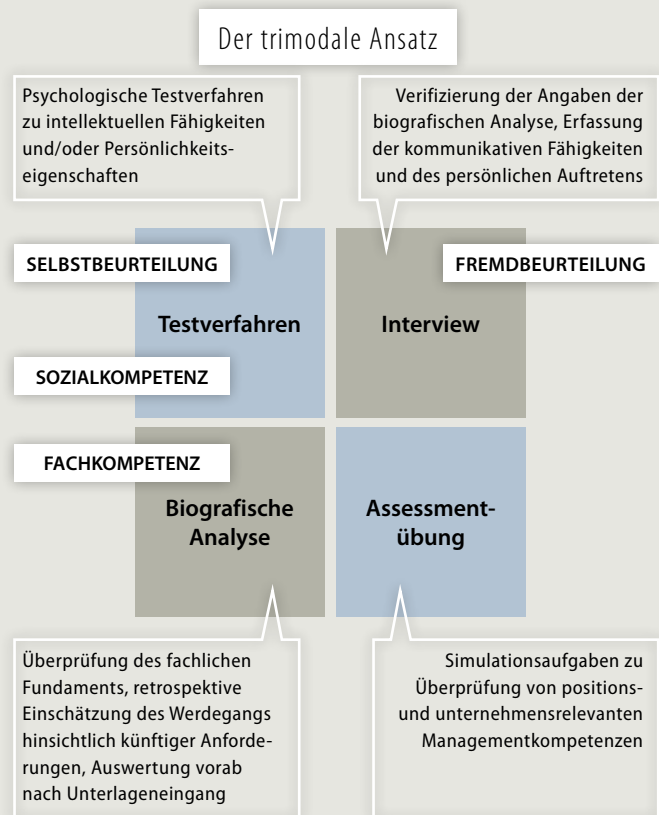 Der trimodale Ansatz
Psychologische Testverfahren
zu intellektuellen Fähigkeiten
und/oder Persönlichkeits-
eigenschaften
Verifizierung der Angaben der
biografischen Analyse, Erfassung
der kommunikativen Fähigkeiten
und des persönlichen Auftretens
SELBSTBEURTEILUNG
FREMDBEURTEILUNG
Testverfahren
Interview
SOZIALKOMPETENZ
FACHKOMPETENZ
Biografische
Analyse
Assessment-
übung
Überprüfung des fachlichen
Fundaments, retrospektive
Einschätzung des Werdegangs
hinsichtlich künftiger Anforde-
rungen, Auswertung vorab
nach Unterlageneingang
Simulationsaufgaben zu
Überprüfung von positions-
und unternehmensrelevanten
Managementkompetenzen